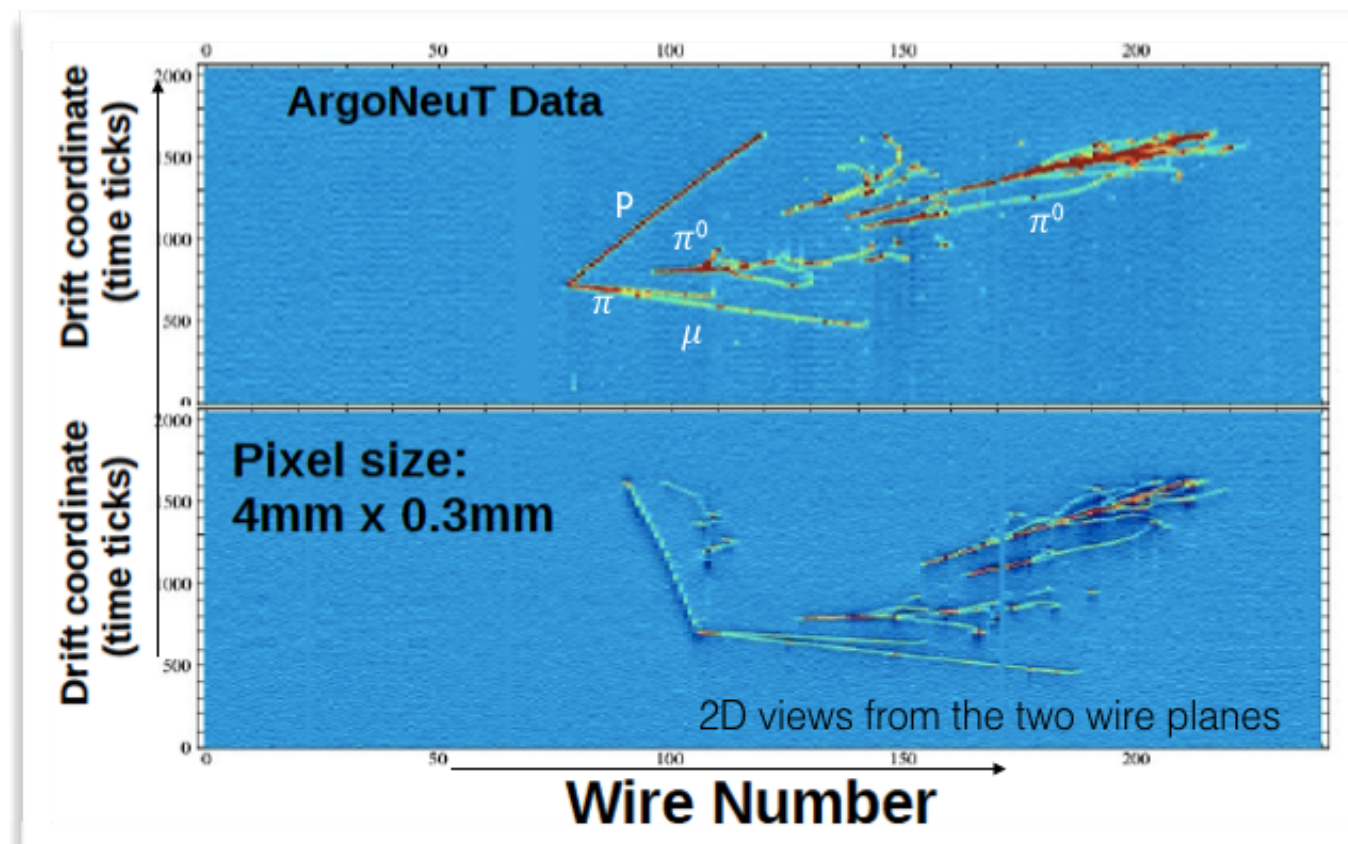 0 50 100 150 200
2000
1500
1000
500
0
Drift coordinate
(time ticks)
ArgoNeuT Data
P
π⁰
π⁰
π
μ
2000
1500
1000
500
0
Drift coordinate
(time ticks)
Pixel size:
4mm x 0.3mm
2D views from the two wire planes
0 50 100 150 200
Wire Number